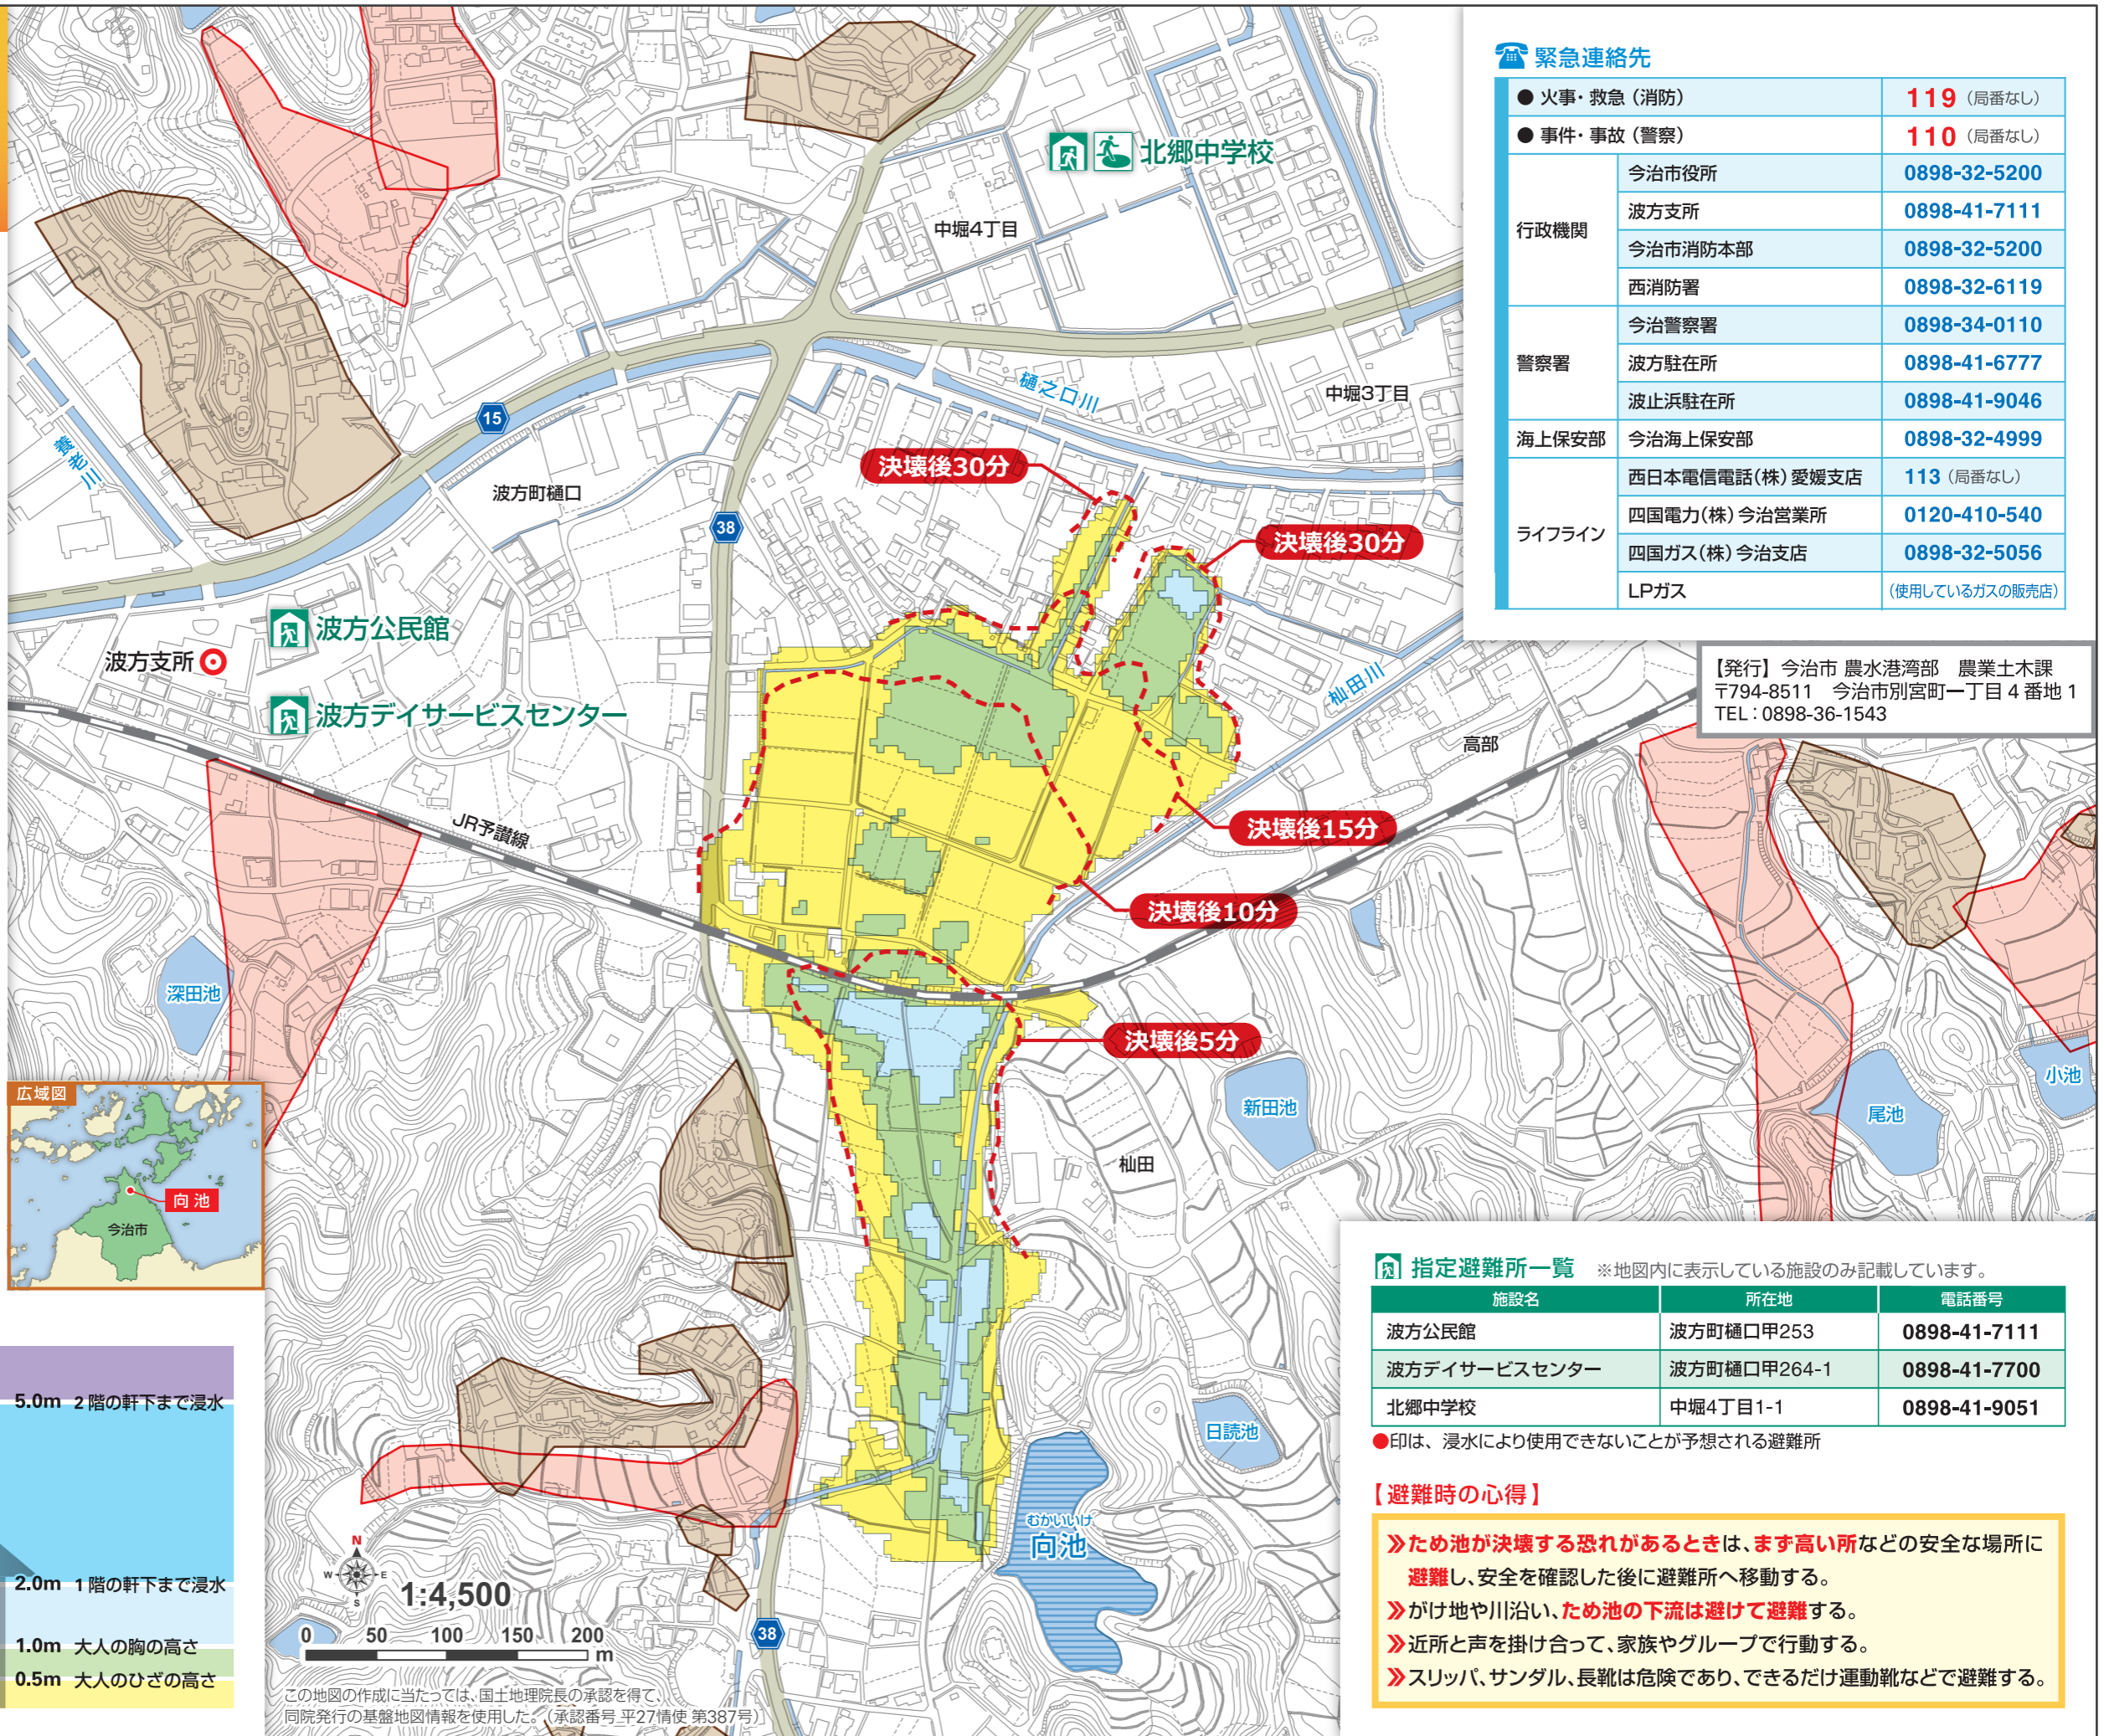 北郷中学校
中堀4丁目
樋之口川
中堀3丁目
15
養老川
波方町樋口
38
決壊後30分
決壊後30分
波方公民館
波方支所
波方デイサービスセンター
杣田川
高部
JR予讃線
決壊後15分
決壊後10分
決壊後5分
深田池
新田池
尾池
小池
杣田
日読池
むかいいけ
向池
38
広域図
向池
今治市
5.0m 2階の軒下まで浸水
2.0m 1階の軒下まで浸水
1.0m 大人の胸の高さ
0.5m 大人のひざの高さ
N
W E
S
1:4,500
0 50 100 150 200
m
この地図の作成に当たっては、国土地理院長の承認を得て、
同院発行の基盤地図情報を使用した。(承認番号 平27情使 第387号)
緊急連絡先
● 火事・救急（消防） 119（局番なし）
● 事件・事故（警察） 110（局番なし）
行政機関
今治市役所 0898-32-5200
波方支所 0898-41-7111
今治市消防本部 0898-32-5200
西消防署 0898-32-6119
警察署
今治警察署 0898-34-0110
波方駐在所 0898-41-6777
波止浜駐在所 0898-41-9046
海上保安部 今治海上保安部 0898-32-4999
ライフライン
西日本電信電話(株)愛媛支店 113（局番なし）
四国電力(株)今治営業所 0120-410-540
四国ガス(株)今治支店 0898-32-5056
LPガス （使用しているガスの販売店）
【発行】今治市 農水港湾部 農業土木課
〒794-8511 今治市別宮町一丁目4番地1
TEL：0898-36-1543
指定避難所一覧 ※地図内に表示している施設のみ記載しています。
施設名 所在地 電話番号
波方公民館 波方町樋口甲253 0898-41-7111
波方デイサービスセンター 波方町樋口甲264-1 0898-41-7700
北郷中学校 中堀4丁目1-1 0898-41-9051
●印は、浸水により使用できないことが予想される避難所
【避難時の心得】
≫ため池が決壊する恐れがあるときは、まず高い所などの安全な場所に
避難し、安全を確認した後に避難所へ移動する。
≫がけ地や川沿い、ため池の下流は避けて避難する。
≫近所と声を掛け合って、家族やグループで行動する。
≫スリッパ、サンダル、長靴は危険であり、できるだけ運動靴などで避難する。